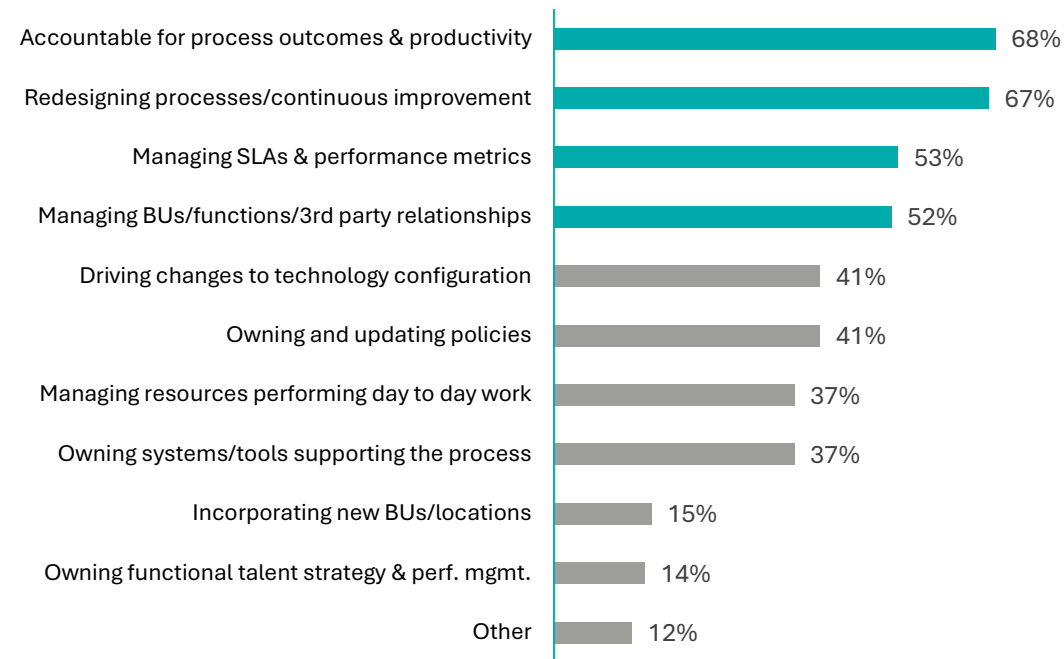 Accountable for process outcomes & productivity 68%
Redesigning processes/continuous improvement 67%
Managing SLAs & performance metrics 53%
Managing BUs/functions/3rd party relationships 52%
Driving changes to technology configuration 41%
Owning and updating policies 41%
Managing resources performing day to day work 37%
Owning systems/tools supporting the process 37%
Incorporating new BUs/locations 15%
Owning functional talent strategy & perf. mgmt. 14%
Other 12%